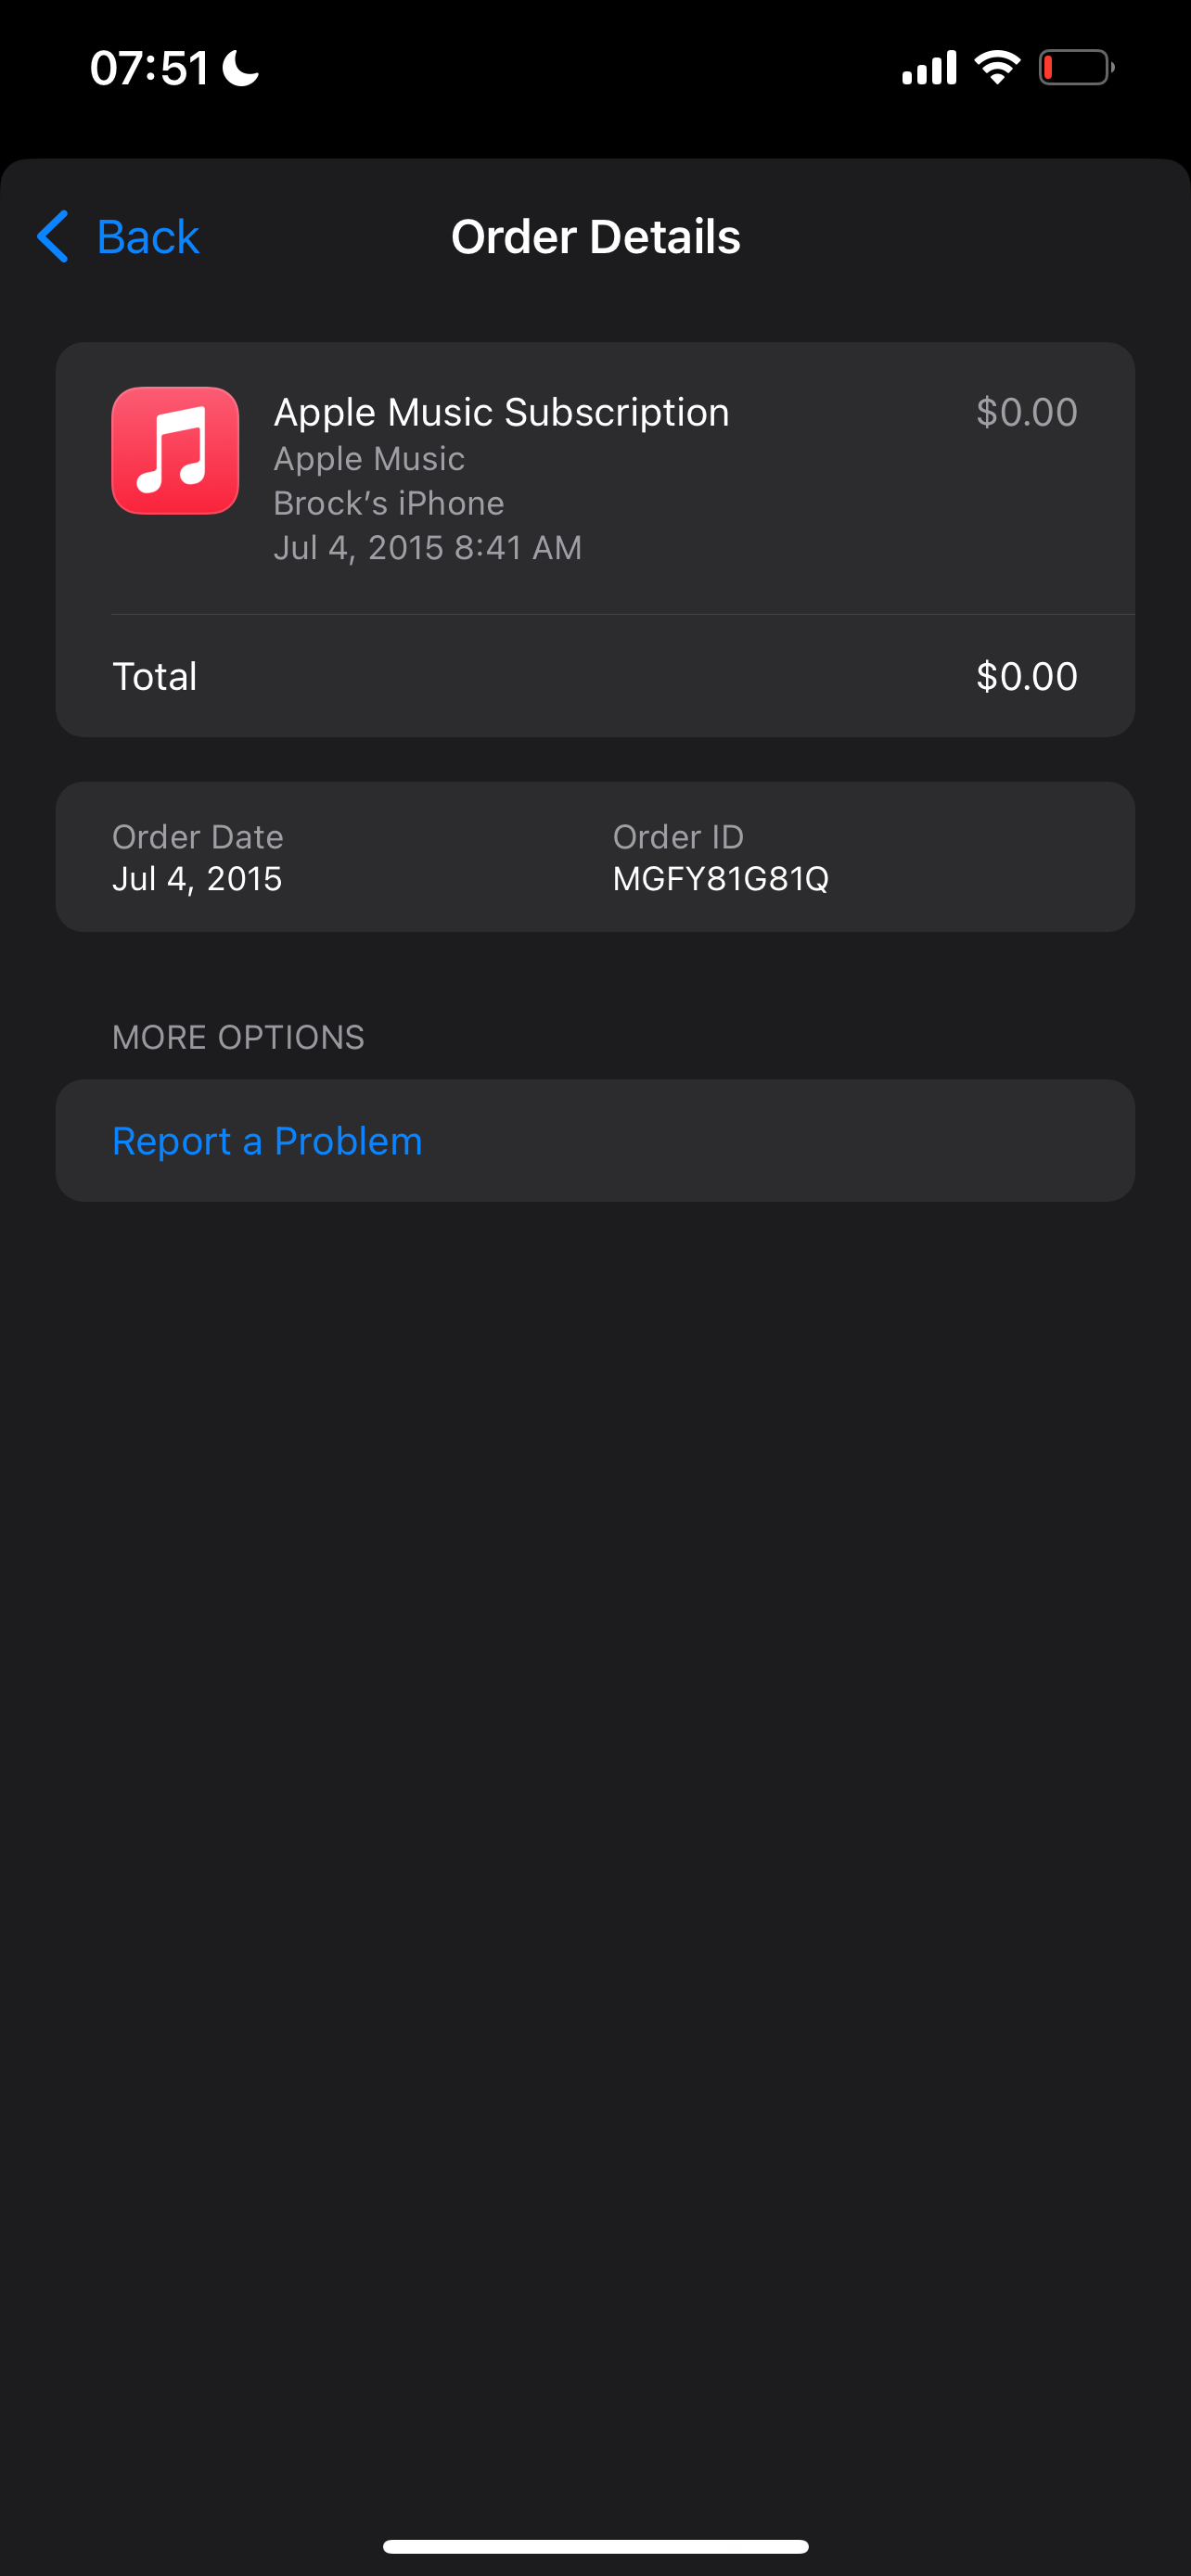 07:51
Back
Order Details
Apple Music Subscription
$0.00
Apple Music
Brock’s iPhone
Jul 4, 2015 8:41 AM
Total
$0.00
Order Date
Order ID
Jul 4, 2015
MGFY81G81Q
MORE OPTIONS
Report a Problem